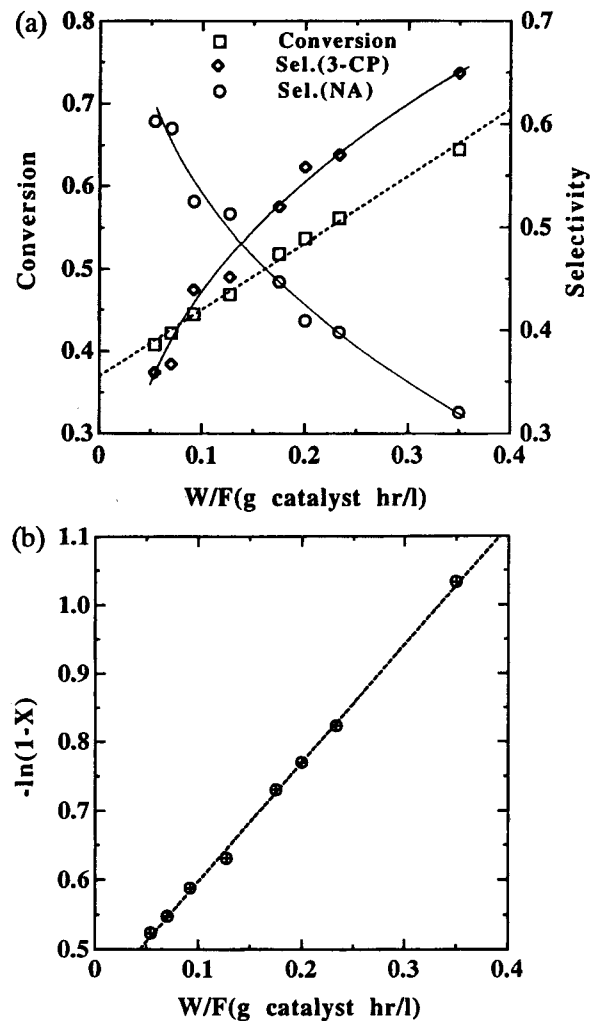 (a)
0.8
0.7
0.6
0.5
0.4
0.3
Conversion
Conversion
Sel.(3-CP)
Sel.(NA)
0.7
0.6
0.5
0.4
0.3
Selectivity
0 0.1 0.2 0.3 0.4
W/F(g catalyst hr/l)
(b)
1.1
1.0
0.9
0.8
0.7
0.6
0.5
-ln(1-X)
0 0.1 0.2 0.3 0.4
W/F(g catalyst hr/l)